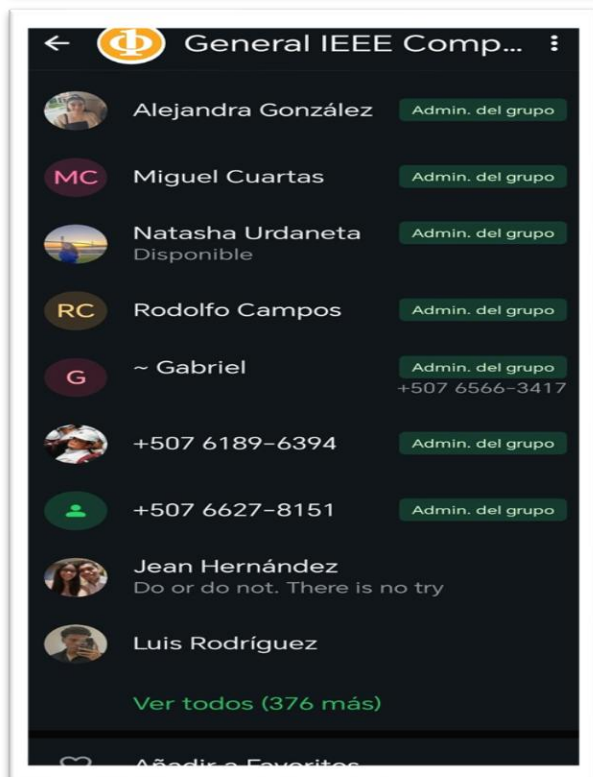 General IEEE Comp...
Alejandra González Admin. del grupo
MC Miguel Cuartas Admin. del grupo
Natasha Urdaneta Admin. del grupo
Disponible
RC Rodolfo Campos Admin. del grupo
G ~ Gabriel Admin. del grupo
+507 6566-3417
+507 6189-6394 Admin. del grupo
+507 6627-8151 Admin. del grupo
Jean Hernández
Do or do not. There is no try
Luis Rodríguez
Ver todos (376 más)
Añadir a Favoritos